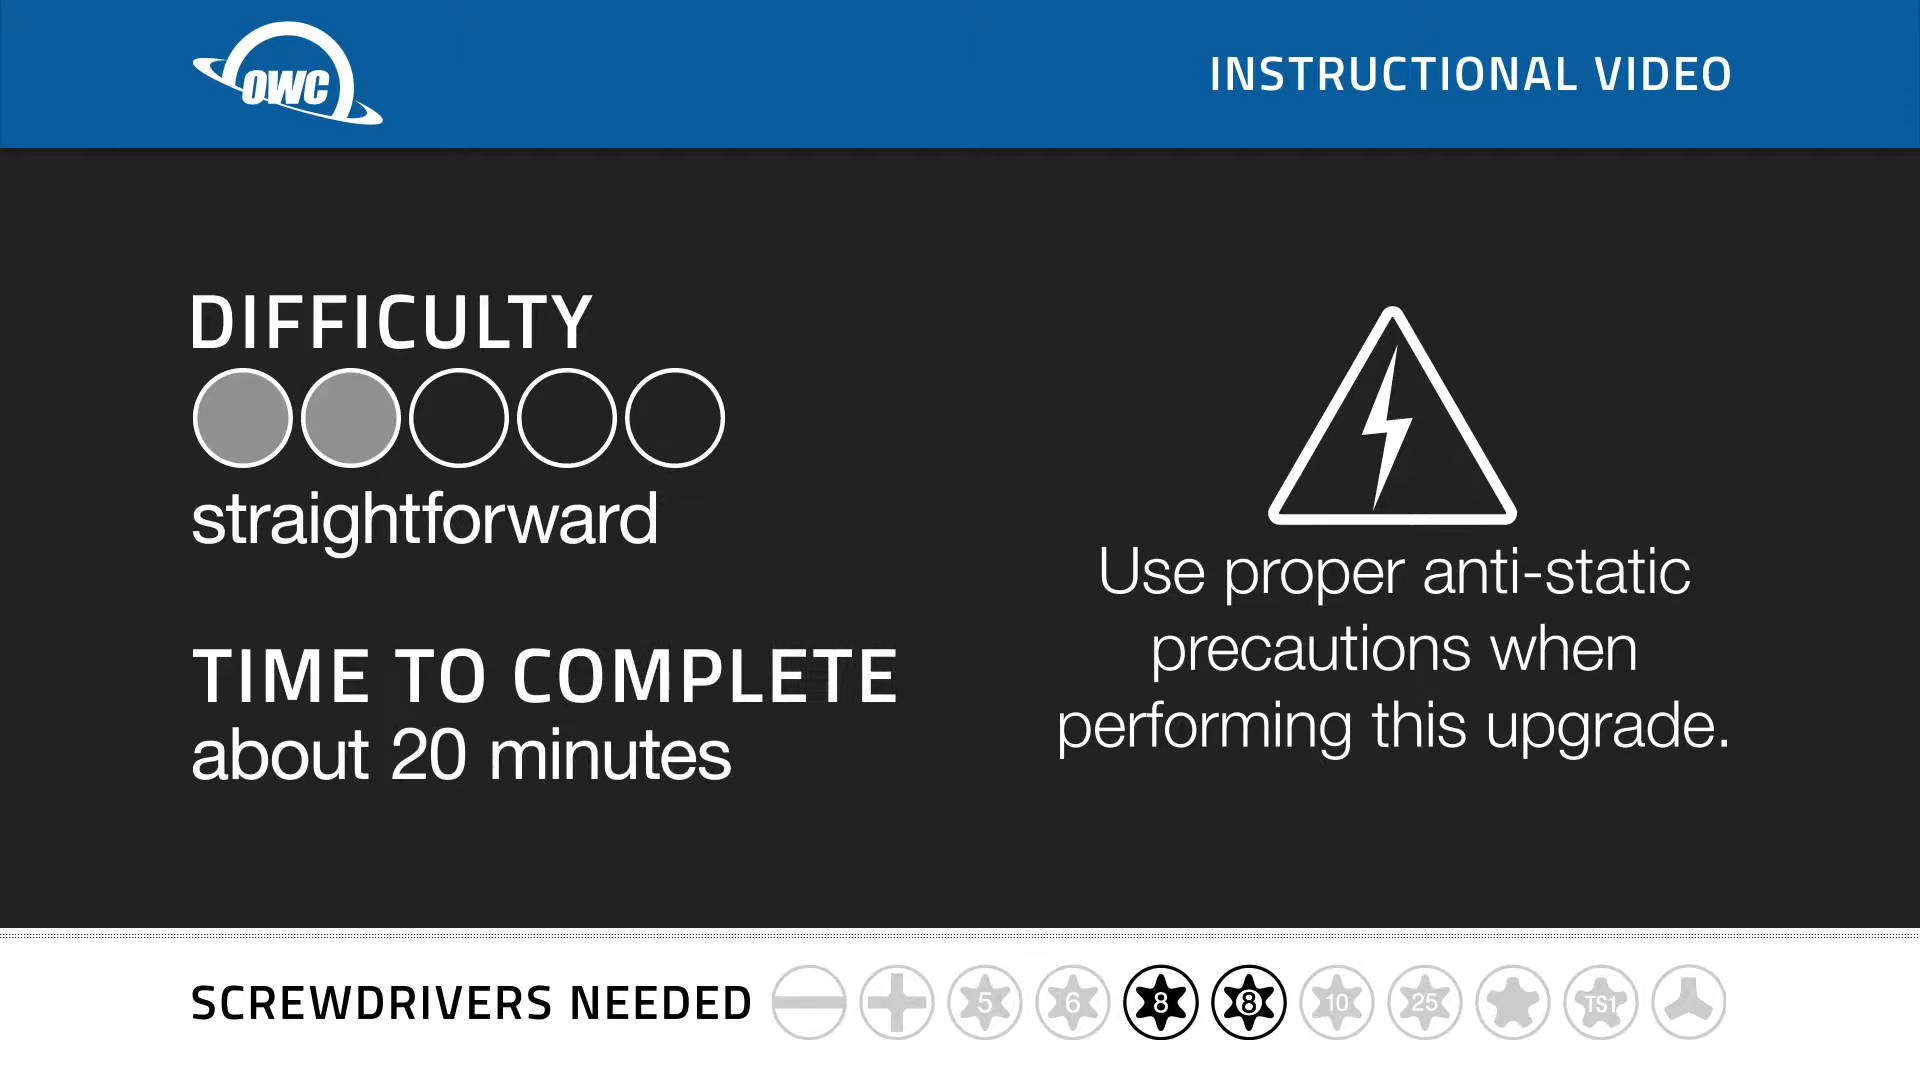 OWC
INSTRUCTIONAL VIDEO
DIFFICULTY
straightforward
TIME TO COMPLETE
about 20 minutes
Use proper anti-static
precautions when
performing this upgrade.
SCREWDRIVERS NEEDED 5 6 8 8 10 25 TS1